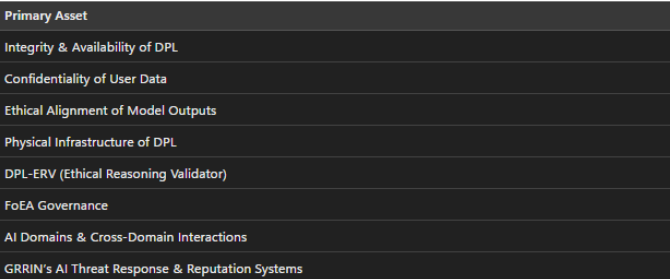 Primary Asset
Integrity & Availability of DPL
Confidentiality of User Data
Ethical Alignment of Model Outputs
Physical Infrastructure of DPL
DPL-ERV (Ethical Reasoning Validator)
FoEA Governance
AI Domains & Cross-Domain Interactions
GRRIN's AI Threat Response & Reputation Systems